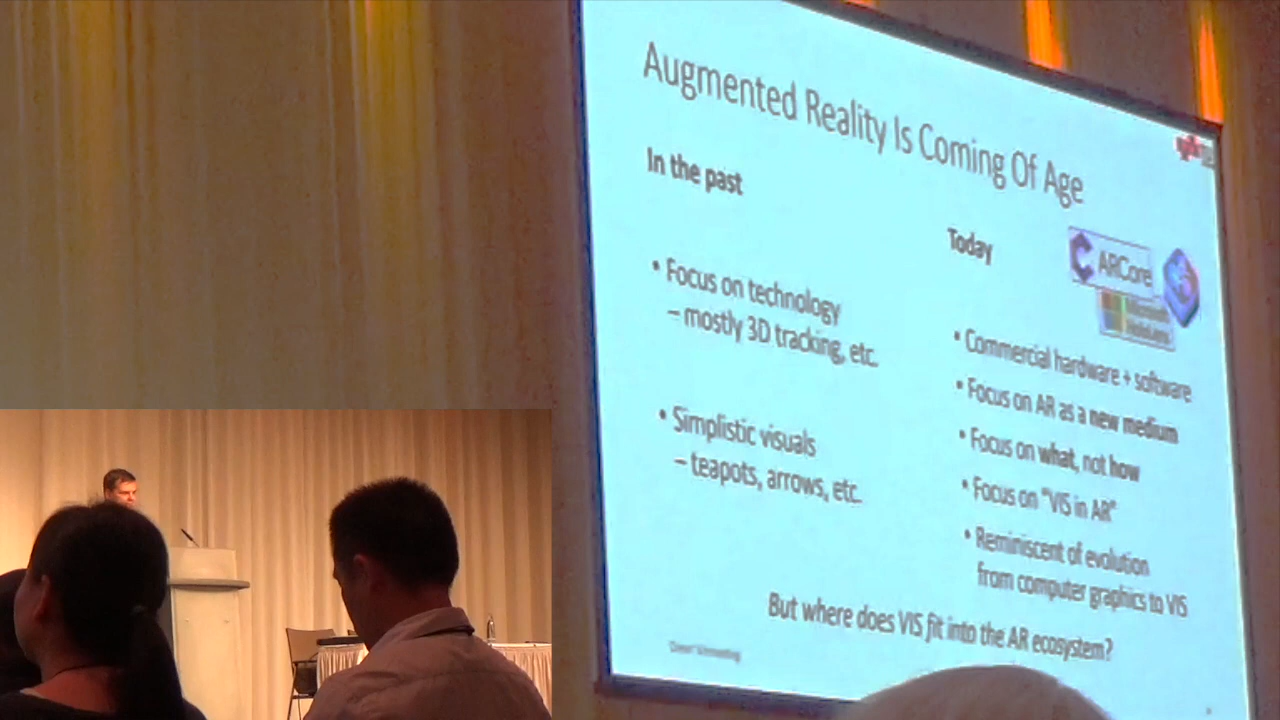 Augmented Reality Is Coming Of Age
In the past
• Focus on technology
– mostly 3D tracking, etc.
• Simplistic visuals
– teapots, arrows, etc.
Today
ARCore
Microsoft
HoloLens
• Commercial hardware + software
• Focus on AR as a new medium
• Focus on what, not how
• Focus on "VIS in AR"
• Reminiscent of evolution
from computer graphics to VIS
But where does VIS fit into the AR ecosystem?